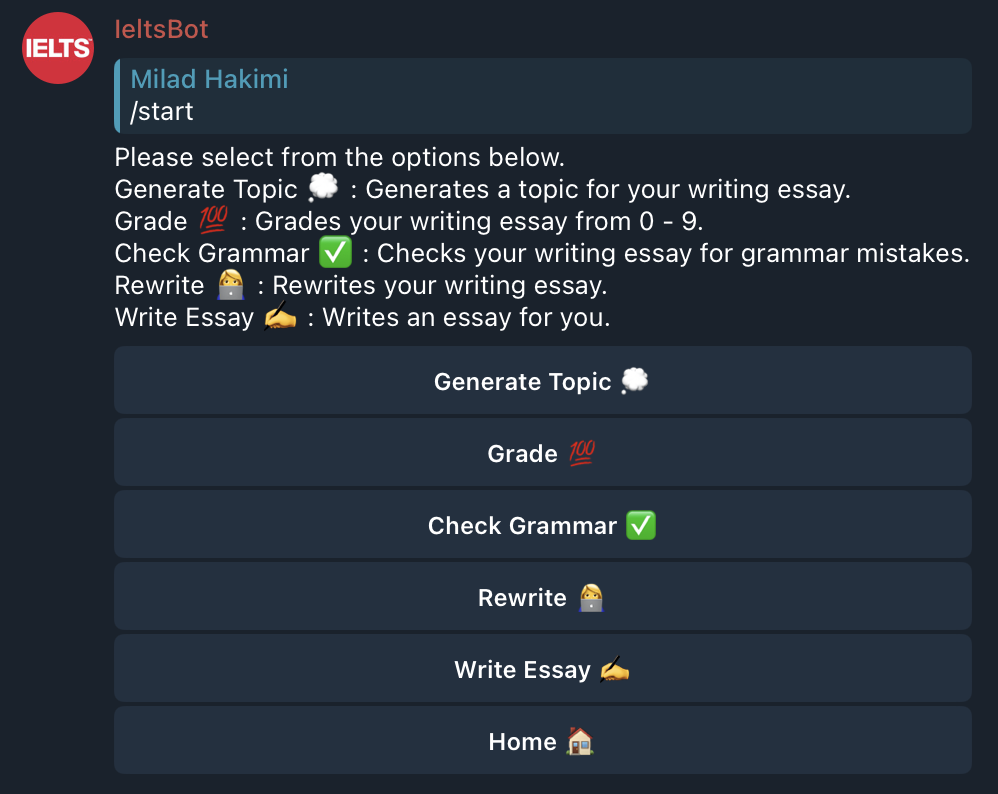 IELTS
IeltsBot
Milad Hakimi
/start
Please select from the options below.
Generate Topic 💭 : Generates a topic for your writing essay.
Grade 💯 : Grades your writing essay from 0 - 9.
Check Grammar ✅ : Checks your writing essay for grammar mistakes.
Rewrite 👩‍💻 : Rewrites your writing essay.
Write Essay ✍️ : Writes an essay for you.
Generate Topic 💭
Grade 💯
Check Grammar ✅
Rewrite 👩‍💻
Write Essay ✍️
Home 🏠